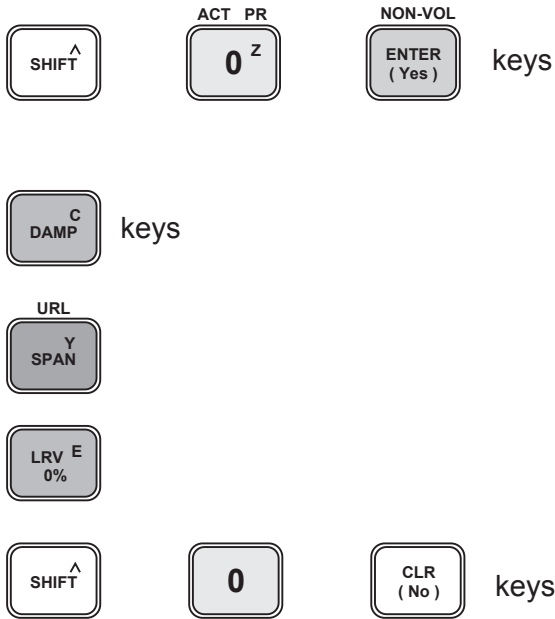 ACT PR NON-VOL
SHIFT ^ 0 Z ENTER keys
( Yes )
C
DAMP keys
URL
Y
SPAN
LRV E
0%
SHIFT ^ 0 CLR keys
( No )